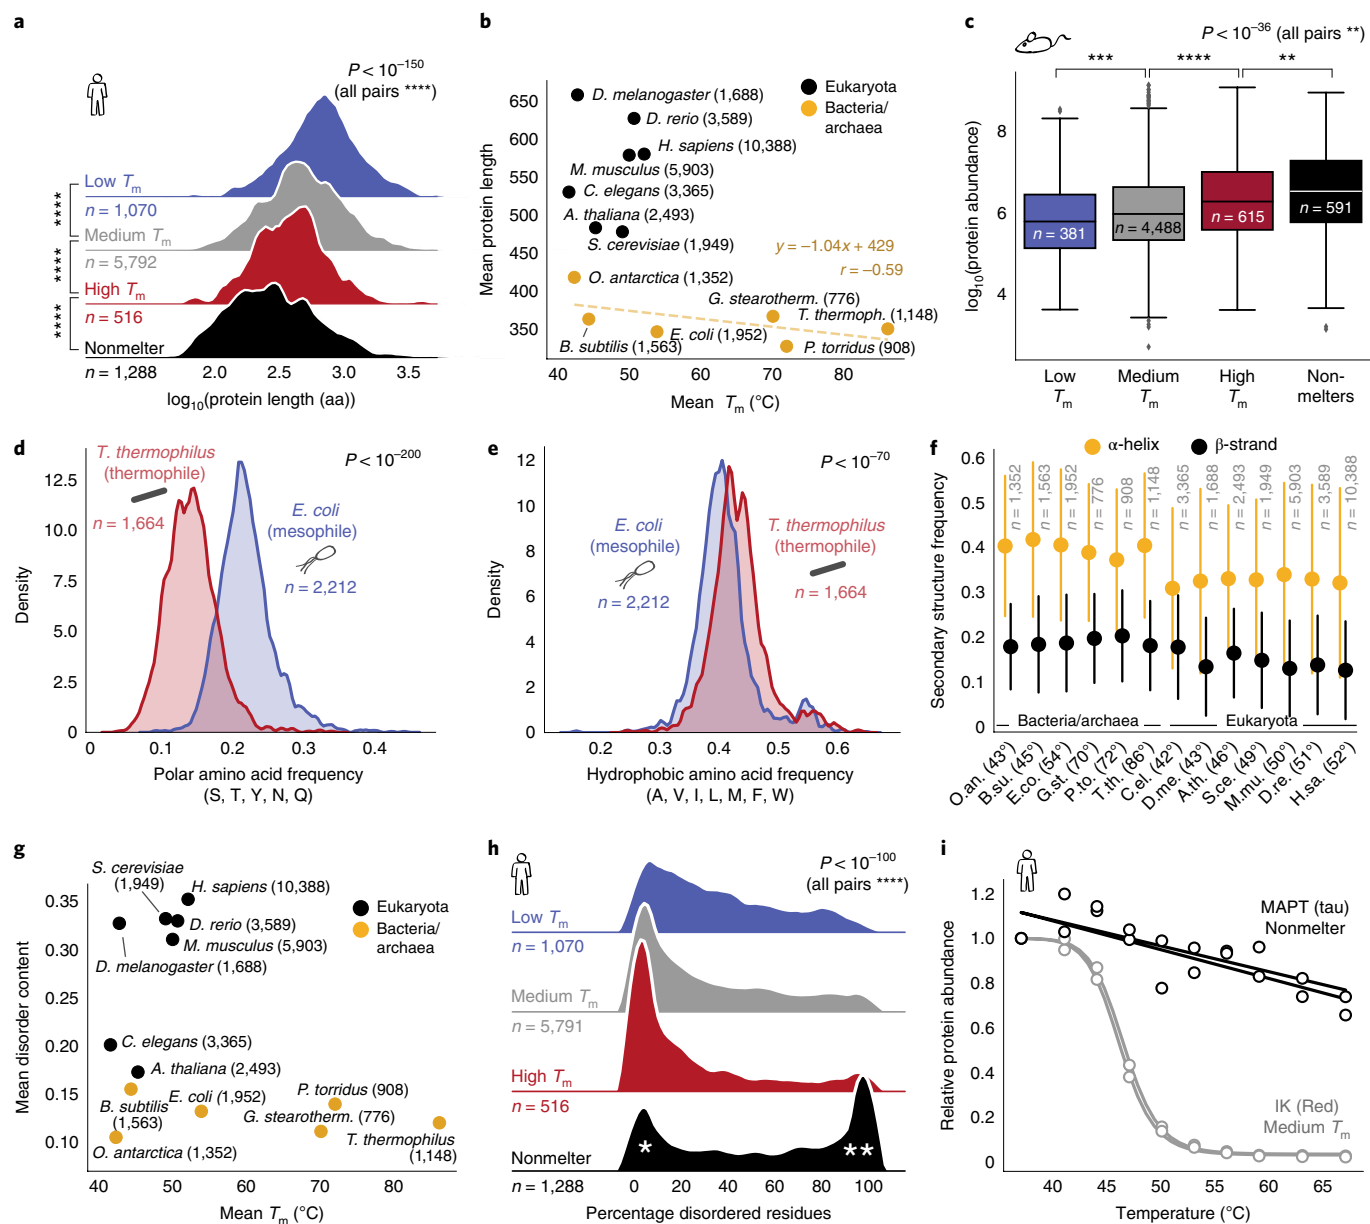 a
P < 10⁻¹⁵⁰
(all pairs ****)
Low Tm
n = 1,070
Medium Tm
n = 5,792
High Tm
n = 516
Nonmelter
n = 1,288
****
****
****
2.0 2.5 3.0 3.5
log10(protein length (aa))
b
Mean protein length
650
600
550
500
450
400
350
D. melanogaster (1,688)
D. rerio (3,589)
H. sapiens (10,388)
M. musculus (5,903)
C. elegans (3,365)
A. thaliana (2,493)
S. cerevisiae (1,949)
O. antarctica (1,352)
G. stearotherm. (776)
T. thermoph. (1,148)
E. coli (1,952)
B. subtilis (1,563)
P. torridus (908)
Eukaryota
Bacteria/
archaea
y = −1.04x + 429
r = −0.59
40 50 60 70 80
Mean Tm (°C)
c
P < 10⁻³⁶ (all pairs **)
*** **** **
log10(protein abundance)
8
6
4
n = 381
n = 4,488
n = 615
n = 591
Low
Tm
Medium
Tm
High
Tm
Non-
melters
d
T. thermophilus
(thermophile)
n = 1,664
P < 10⁻²⁰⁰
E. coli
(mesophile)
n = 2,212
Density
12.5
10.0
7.5
5.0
2.5
0
0 0.1 0.2 0.3 0.4
Polar amino acid frequency
(S, T, Y, N, Q)
e
P < 10⁻⁷⁰
E. coli
(mesophile)
n = 2,212
T. thermophilus
(thermophile)
n = 1,664
Density
12
10
8
6
4
2
0
0.2 0.3 0.4 0.5 0.6
Hydrophobic amino acid frequency
(A, V, I, L, M, F, W)
f
α-helix
β-strand
Secondary structure frequency
0.6
0.5
0.4
0.3
0.2
0.1
0
n = 1,352
n = 1,563
n = 1,952
n = 776
n = 908
n = 1,148
n = 3,365
n = 1,688
n = 2,493
n = 1,949
n = 5,903
n = 3,589
n = 10,388
Bacteria/archaea
Eukaryota
O.an. (43°)
B.su. (45°)
E.co. (54°)
G.st. (70°)
P.to. (72°)
T.th. (86°)
C.el. (42°)
D.me. (43°)
A.th. (46°)
S.ce. (49°)
M.mu. (50°)
D.re. (51°)
H.sa. (52°)
g
Mean disorder content
0.35
0.30
0.25
0.20
0.15
0.10
S. cerevisiae
(1,949)
H. sapiens (10,388)
D. rerio (3,589)
M. musculus (5,903)
D. melanogaster (1,688)
C. elegans (3,365)
A. thaliana (2,493)
B. subtilis
(1,563)
E. coli (1,952)
P. torridus (908)
G. stearotherm. (776)
O. antarctica (1,352)
T. thermophilus
(1,148)
Eukaryota
Bacteria/
archaea
40 50 60 70 80
Mean Tm (°C)
h
P < 10⁻¹⁰⁰
(all pairs ****)
Low Tm
n = 1,070
Medium Tm
n = 5,791
High Tm
n = 516
Nonmelter
n = 1,288
*
**
0 20 40 60 80 100
Percentage disordered residues
i
Relative protein abundance
1.2
1.0
0.8
0.6
0.4
0.2
0
MAPT (tau)
Nonmelter
IK (Red)
Medium Tm
40 45 50 55 60 65
Temperature (°C)